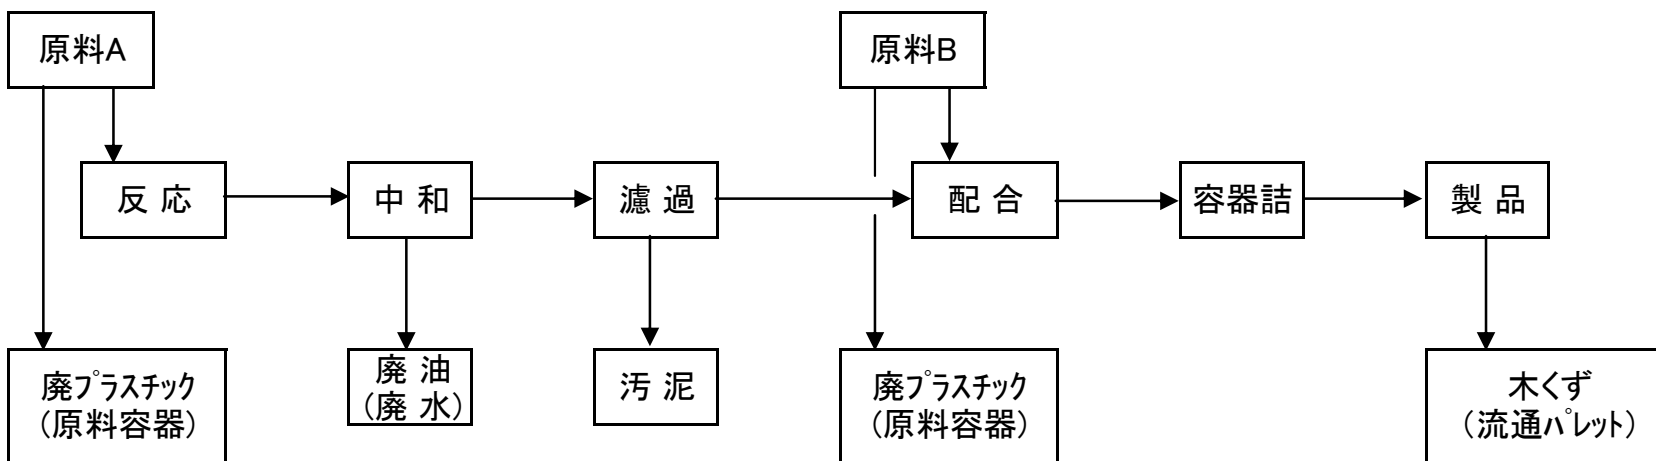 原料A
原料B
反 応
中 和
濾 過
配 合
容器詰
製 品
廃プラスチック
(原料容器)
廃 油
(廃 水)
汚 泥
廃プラスチック
(原料容器)
木くず
(流通パレット)